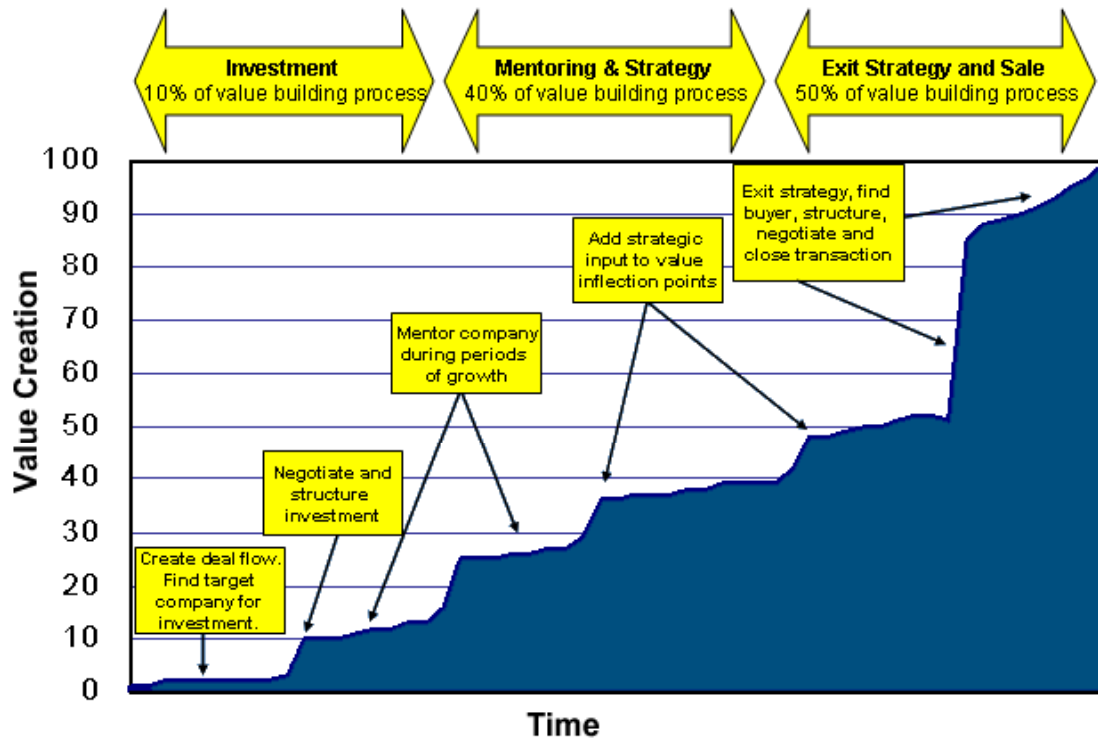 Investment
10% of value building process
Mentoring & Strategy
40% of value building process
Exit Strategy and Sale
50% of value building process
Value Creation
100
90
80
70
60
50
40
30
20
10
0
Create deal flow.
Find target
company for
investment.
Negotiate and
structure
investment
Mentor company
during periods
of growth
Add strategic
input to value
inflection points
Exit strategy, find
buyer, structure,
negotiate and
close transaction
Time